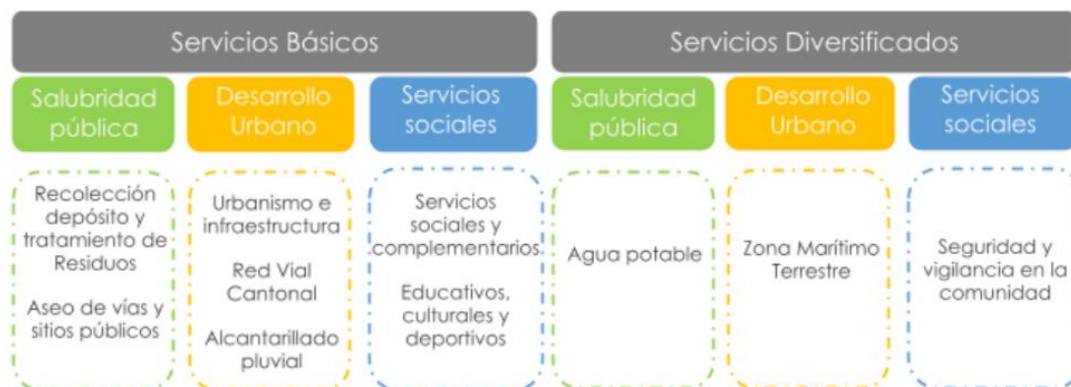 Servicios Básicos
Servicios Diversificados
Salubridad
pública
Desarrollo
Urbano
Servicios
sociales
Salubridad
pública
Desarrollo
Urbano
Servicios
sociales
Recolección
depósito y
tratamiento de
Residuos
Aseo de vías y
sitios públicos
Urbanismo e
infraestructura
Red Vial
Cantonal
Alcantarillado
pluvial
Servicios
sociales y
complementarios
Educativos,
culturales y
deportivos
Agua potable
Zona Marítimo
Terrestre
Seguridad y
vigilancia en la
comunidad